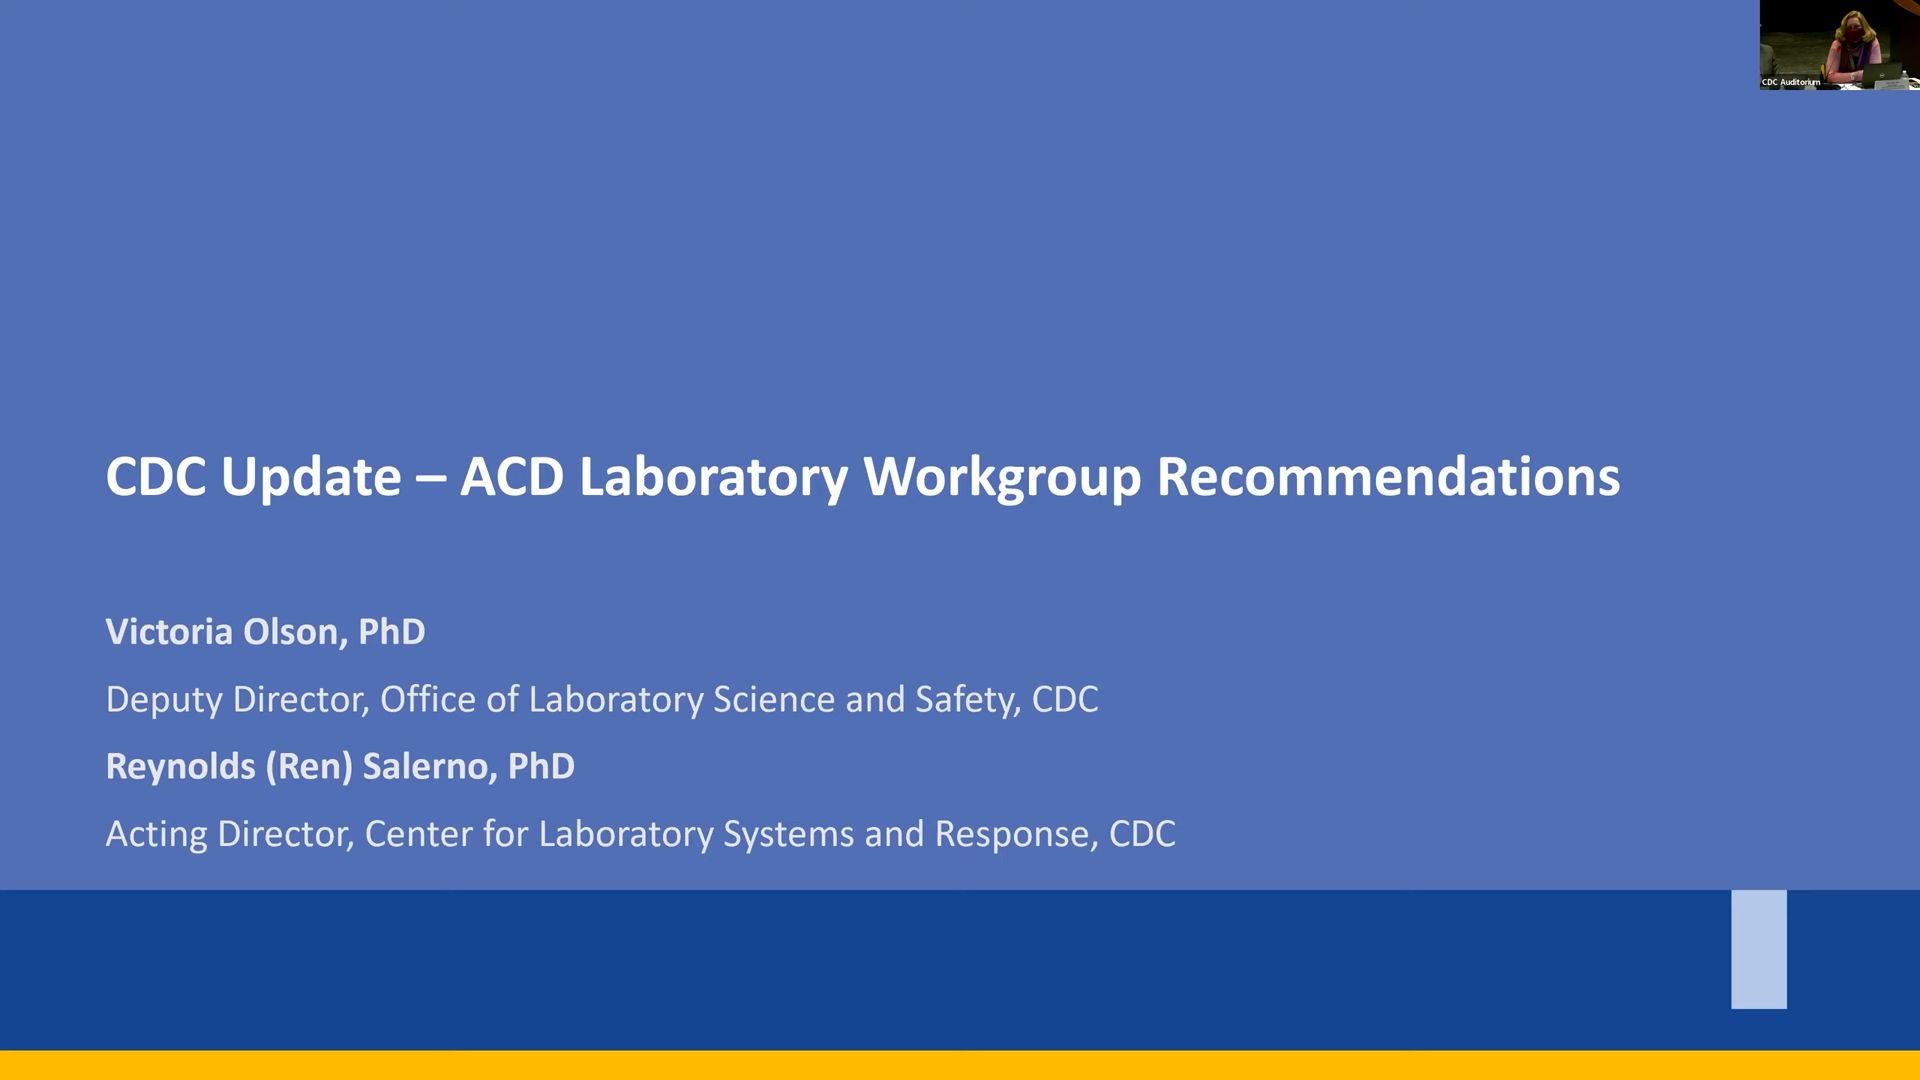 CDC Auditorium
CDC Update – ACD Laboratory Workgroup Recommendations
Victoria Olson, PhD
Deputy Director, Office of Laboratory Science and Safety, CDC
Reynolds (Ren) Salerno, PhD
Acting Director, Center for Laboratory Systems and Response, CDC